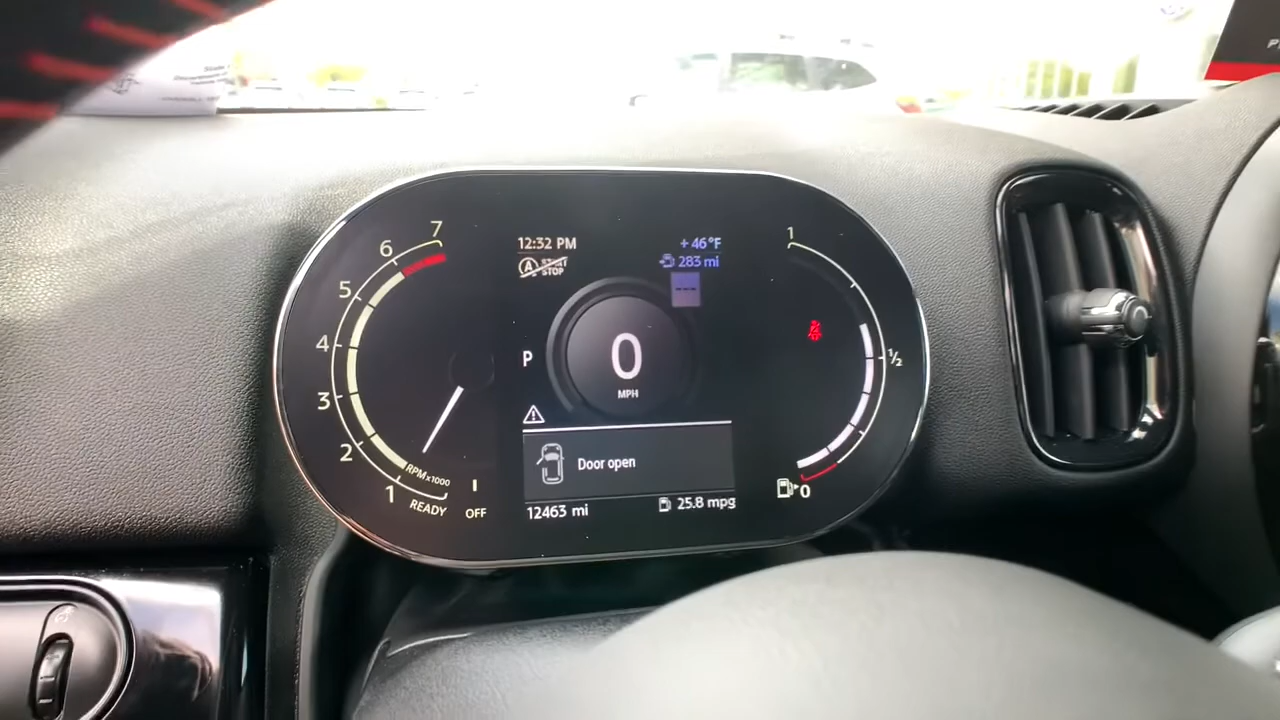 7
6
5
4
3
2
1
RPM x1000
READY
OFF
12:32 PM
+46°F
A START STOP
283 mi
---
P
0
MPH
Door open
12463 mi
25.8 mpg
1
½
0